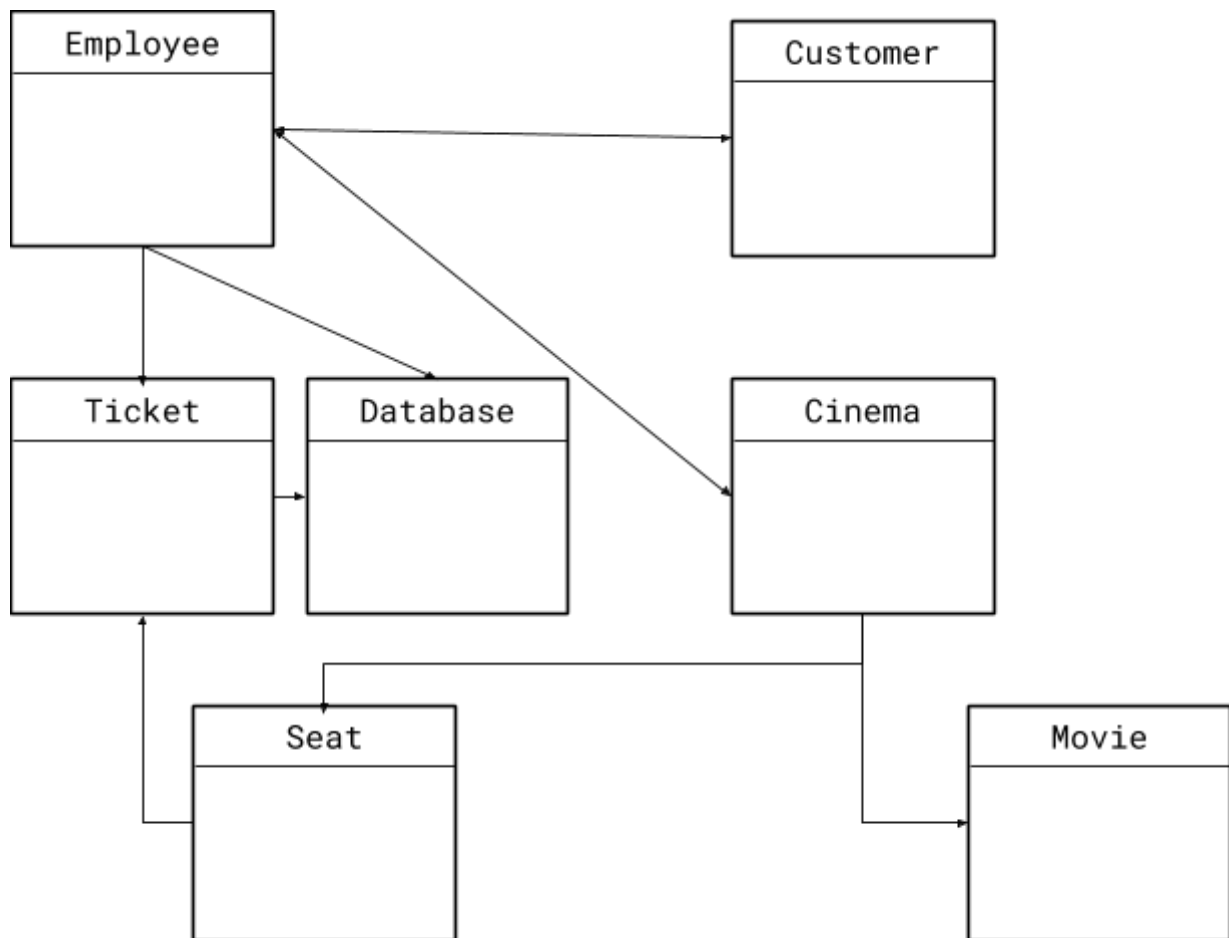 Employee
Customer
Ticket
Database
Cinema
Seat
Movie